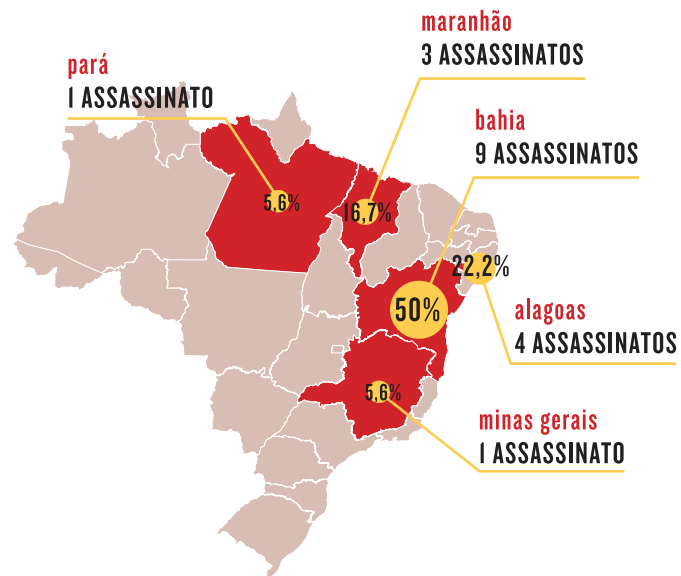 maranhão
3 ASSASSINATOS
pará
1 ASSASSINATO
bahia
9 ASSASSINATOS
5,6%
16,7%
22,2%
50%
alagoas
4 ASSASSINATOS
5,6%
minas gerais
1 ASSASSINATO